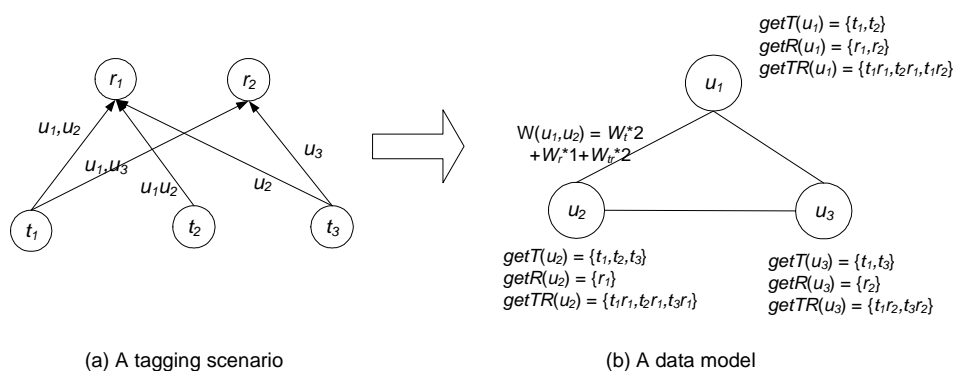 r1
r2
u1,u2
u1,u3
u1u2
u2
u3
t1
t2
t3
(a) A tagging scenario
getT(u1) = {t1,t2}
getR(u1) = {r1,r2}
getTR(u1) = {t1r1,t2r1,t1r2}
u1
W(u1,u2) = Wt*2
+Wr*1+Wtr*2
u2
u3
getT(u2) = {t1,t2,t3}
getR(u2) = {r1}
getTR(u2) = {t1r1,t2r1,t3r1}
getT(u3) = {t1,t3}
getR(u3) = {r2}
getTR(u3) = {t1r2,t3r2}
(b) A data model